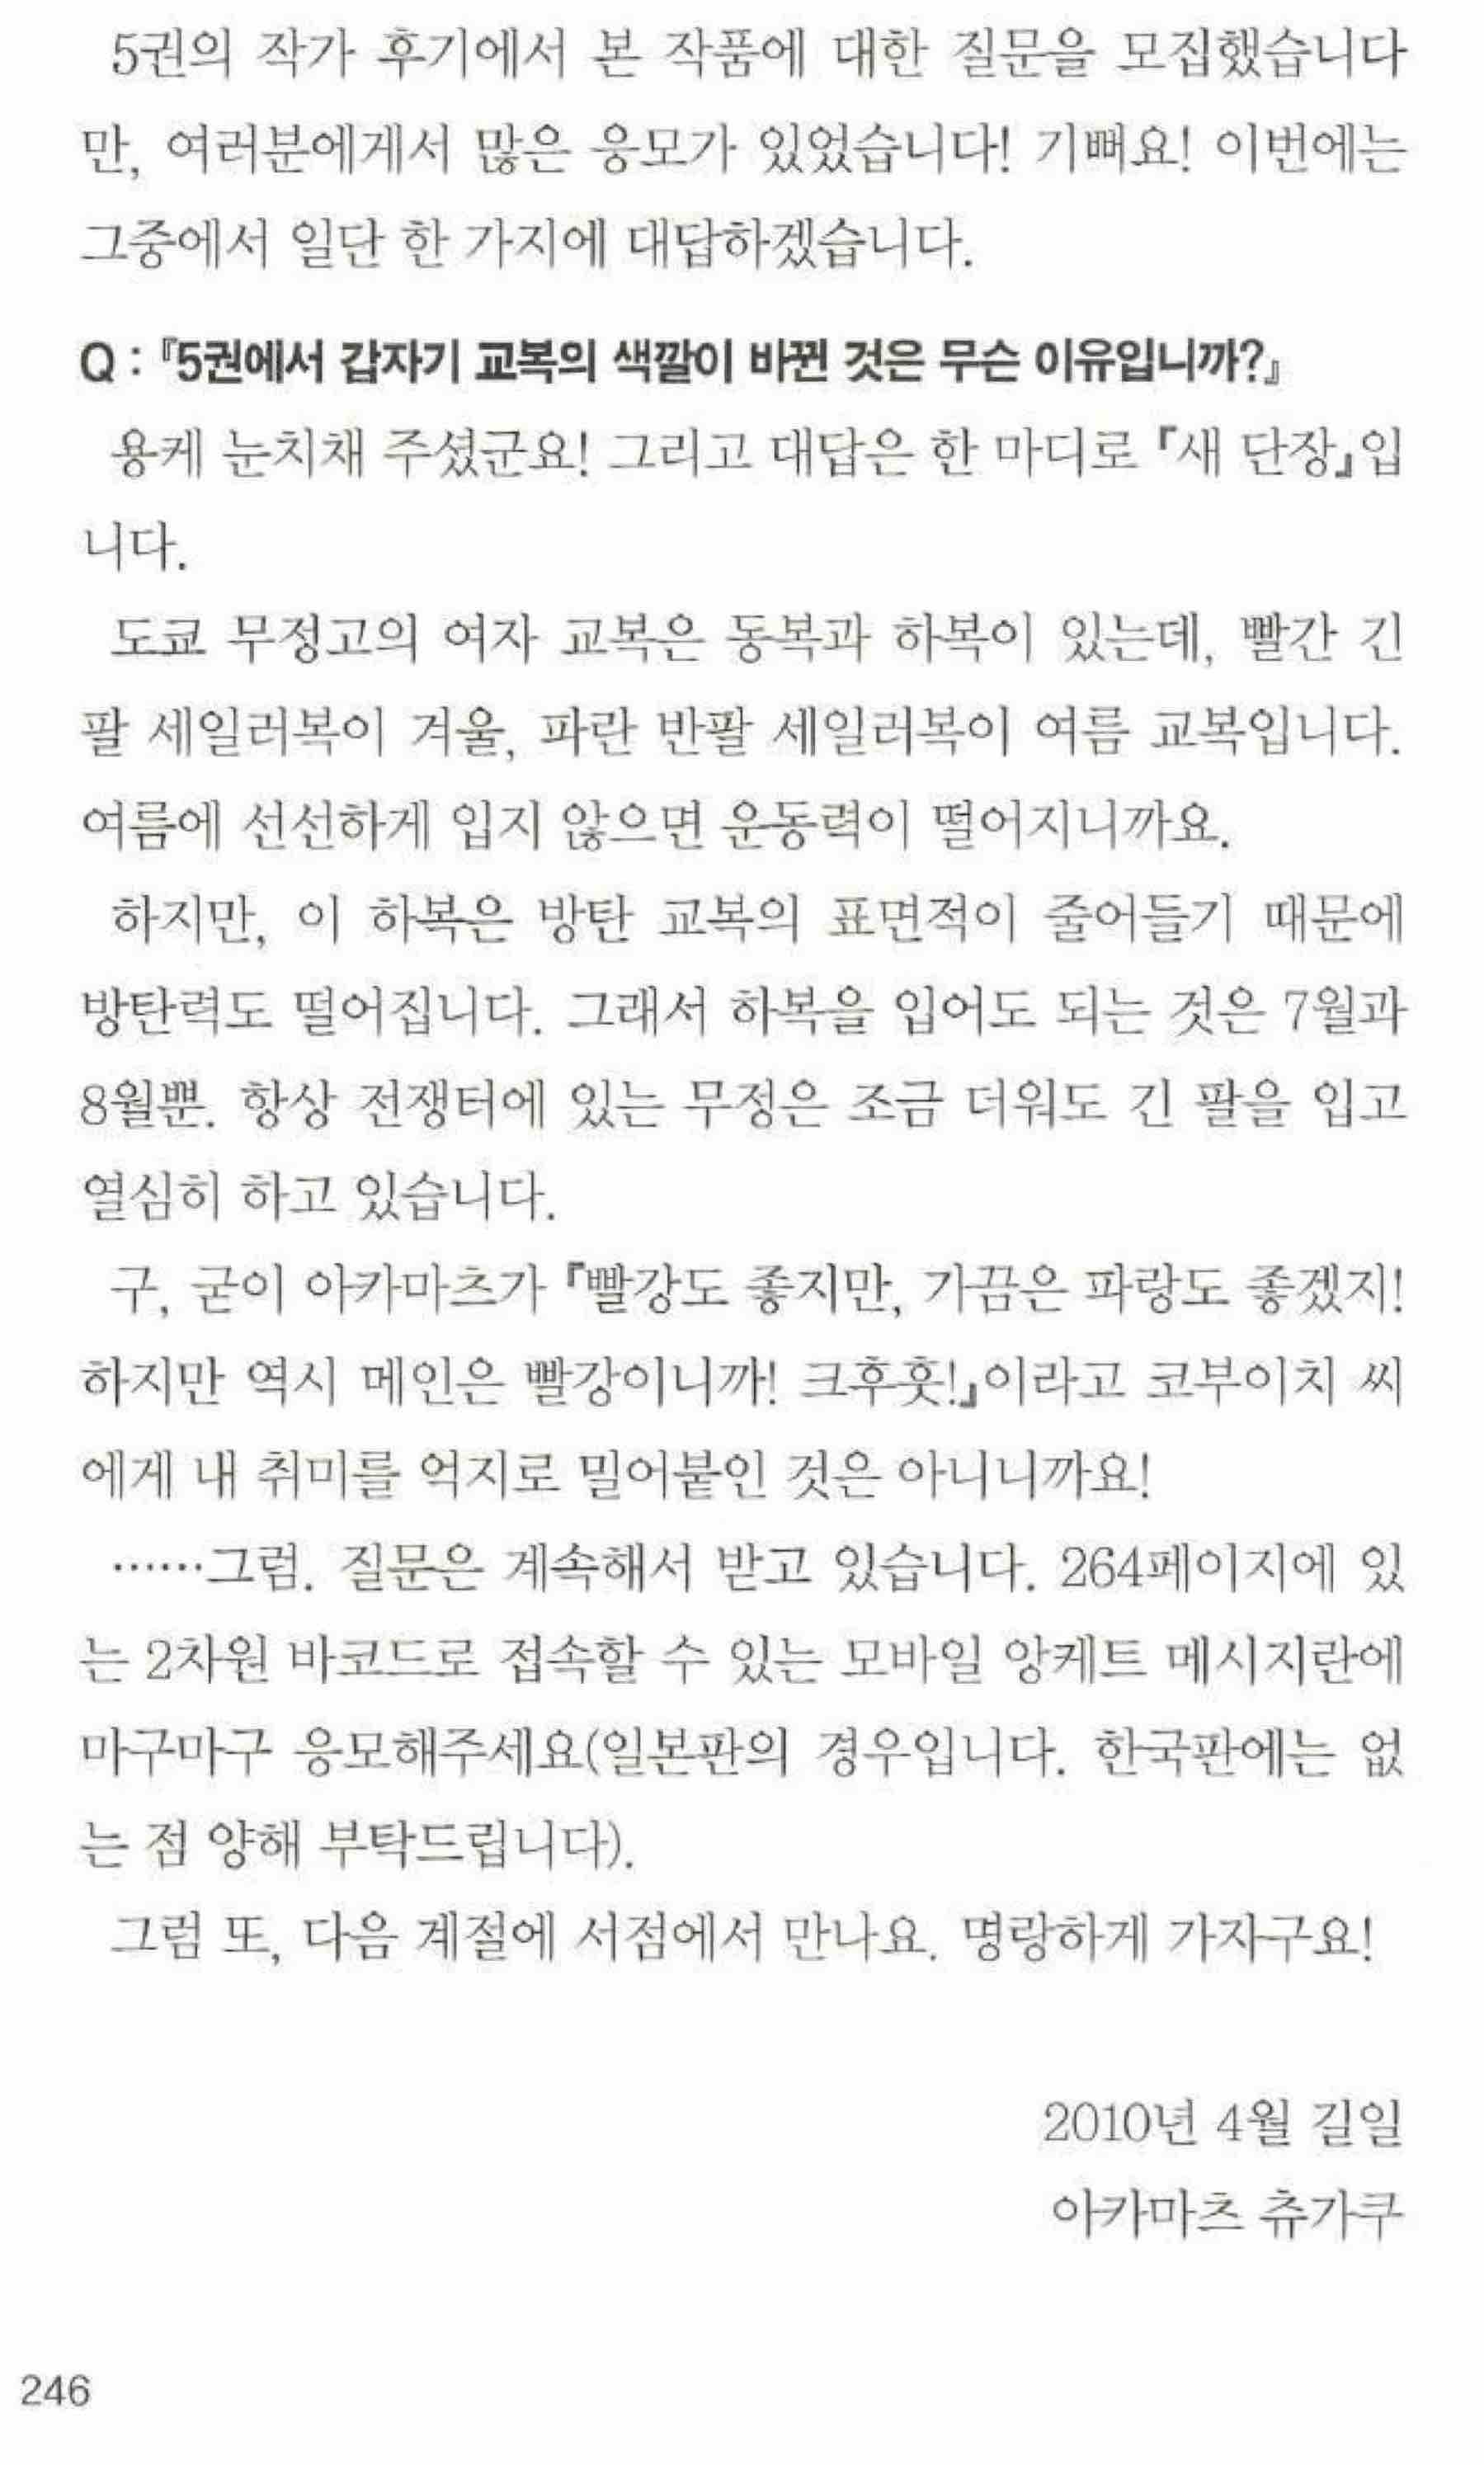 5권의 작가 후기에서 본 작품에 대한 질문을 모집했습니다
만, 여러분에게서 많은 응모가 있었습니다! 기뻐요! 이번에는
그중에서 일단 한 가지에 대답하겠습니다.
Q : 『5권에서 갑자기 교복의 색깔이 바뀐 것은 무슨 이유입니까?』
용케 눈치채 주셨군요! 그리고 대답은 한 마디로 『새 단장』입
니다.
도쿄 무정고의 여자 교복은 동복과 하복이 있는데, 빨간 긴
팔 세일러복이 겨울, 파란 반팔 세일러복이 여름 교복입니다.
여름에 선선하게 입지 않으면 운동력이 떨어지니까요.
하지만, 이 하복은 방탄 교복의 표면적이 줄어들기 때문에
방탄력도 떨어집니다. 그래서 하복을 입어도 되는 것은 7월과
8월뿐. 항상 전쟁터에 있는 무정은 조금 더워도 긴 팔을 입고
열심히 하고 있습니다.
구, 굳이 아카마츠가 『빨강도 좋지만, 가끔은 파랑도 좋겠지!
하지만 역시 메인은 빨강이니까! 크후훗!』이라고 코부이치 씨
에게 내 취미를 억지로 밀어붙인 것은 아니니까요!
……그럼. 질문은 계속해서 받고 있습니다. 264페이지에 있
는 2차원 바코드로 접속할 수 있는 모바일 앙케트 메시지란에
마구마구 응모해주세요(일본판의 경우입니다. 한국판에는 없
는 점 양해 부탁드립니다).
그럼 또, 다음 계절에 서점에서 만나요. 명랑하게 가자구요!
2010년 4월 길일
아카마츠 츄가쿠
246